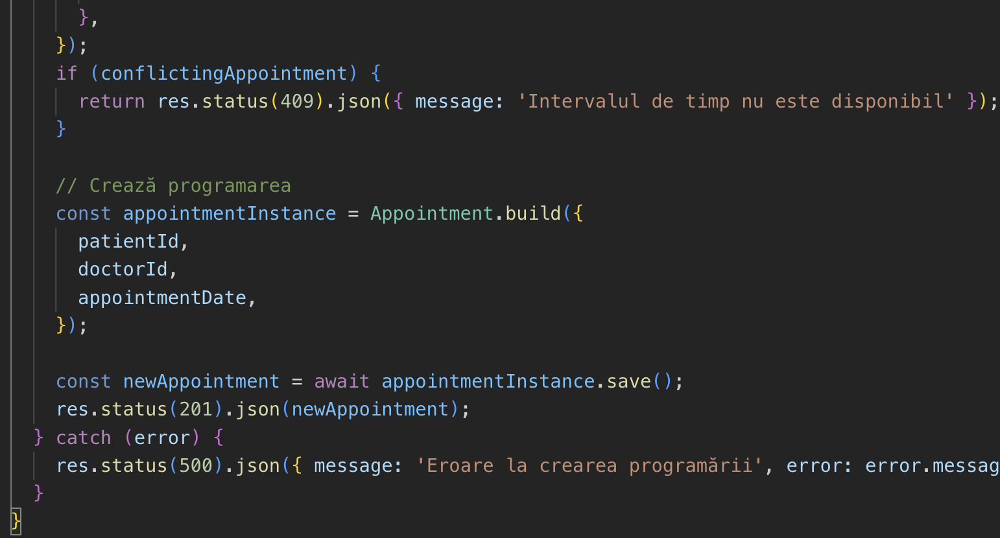 },
});
if (conflictingAppointment) {
return res.status(409).json({ message: 'Intervalul de timp nu este disponibil' });
}
// Crează programarea
const appointmentInstance = Appointment.build({
patientId,
doctorId,
appointmentDate,
});
const newAppointment = await appointmentInstance.save();
res.status(201).json(newAppointment);
} catch (error) {
res.status(500).json({ message: 'Eroare la crearea programării', error: error.messag
}
}